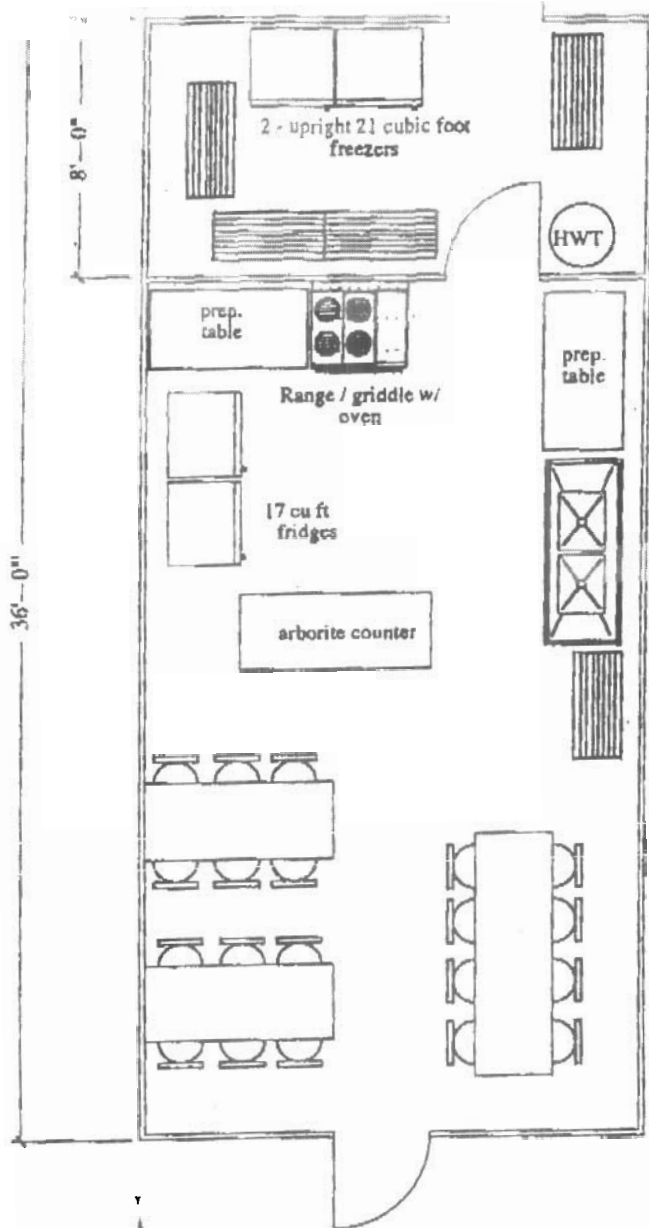 2 - upright 21 cubic foot
freezers
8'-0"
HWT
prep.
table
prep.
table
Range / griddle w/
oven
17 cu ft
fridges
36'-0"
arborite counter